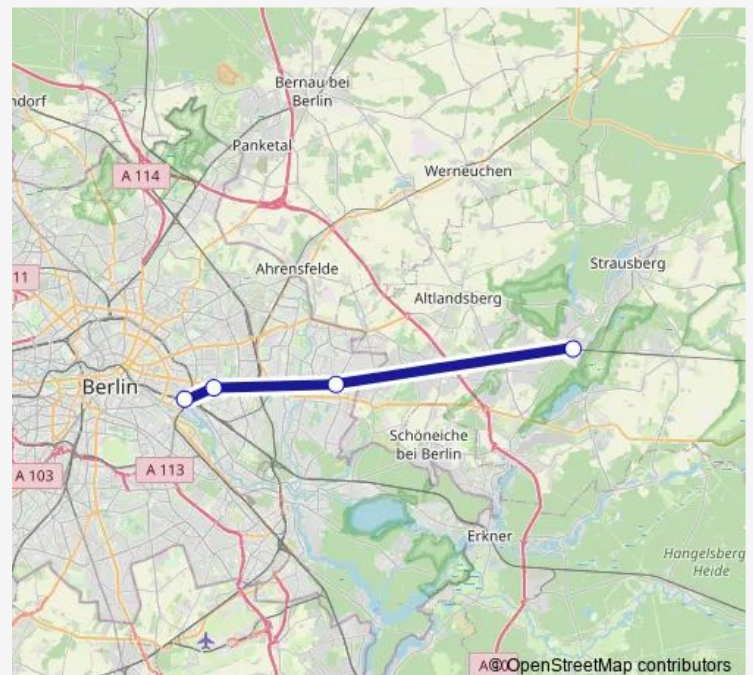 Bernau bei
Berlin
ndorf
Panketal
A 114
Werneuchen
11
Ahrensfelde
Strausberg
Altlandsberg
Berlin
Schöneiche
bei Berlin
A 103
A 113
Erkner
Hangelsberg
Heide
© OpenStreetMap contributors